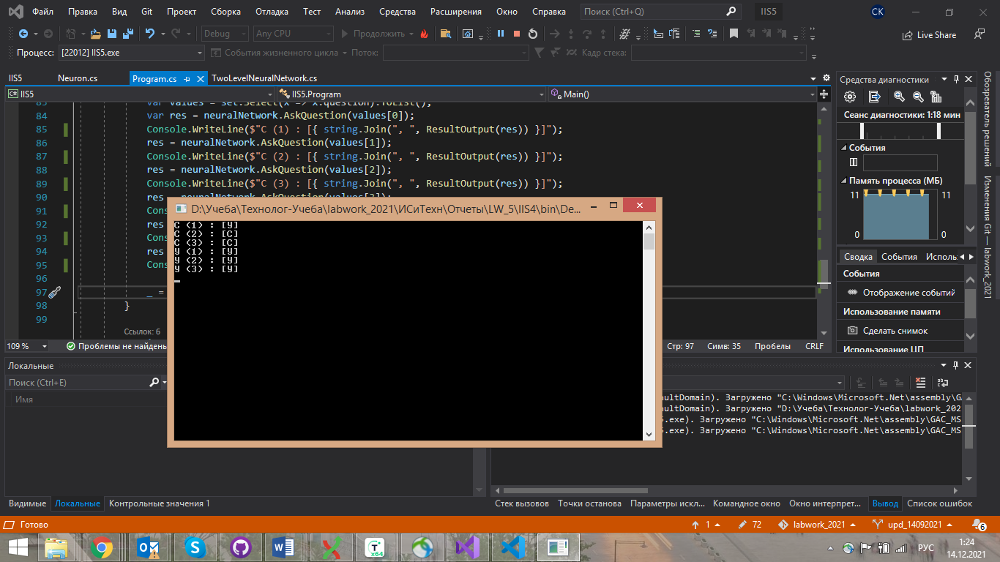 Файл Правка Вид Git Проект Сборка Отладка Тест Анализ Средства Расширения Окно Справка Поиск (Ctrl+Q) IIS5 СК
Debug Any CPU Продолжить Live Share
Процесс: [22012] IIS5.exe События жизненного цикла Поток: Кадр стека:
IIS5 Neuron.cs Program.cs TwoLevelNeuralNetwork.cs
IIS5 IIS5.Program Main()
83 var values = set.Select(x => x.question).ToList();
84 var res = neuralNetwork.AskQuestion(values[0]);
85 Console.WriteLine($"C (1) : [{ string.Join(", ", ResultOutput(res)) }]");
86 res = neuralNetwork.AskQuestion(values[1]);
87 Console.WriteLine($"C (2) : [{ string.Join(", ", ResultOutput(res)) }]");
88 res = neuralNetwork.AskQuestion(values[2]);
89 Console.WriteLine($"C (3) : [{ string.Join(", ", ResultOutput(res)) }]");
90 res = neuralNetwork.AskQuestion(values[3]);
91 Cons
92 res
93 Cons
94 res
95 Cons
96
97 _ =
98 }
99
Ссылок: 6
109 % Проблемы не найдены
Стр: 97 Симв: 35 Пробелы CRLF
D:\Учеба\Технолог-Учеба\labwork_2021\ИСиТехн\Отчеты\LW_5\IIS4\bin\De...
С (1) : [У]
С (2) : [С]
С (3) : [С]
У (1) : [У]
У (2) : [У]
У (3) : [У]
Средства диагностики
Сеанс диагностики: 1:18 мин
События
Память процесса (МБ)
11 11
0 0
Сводка События Исполь
События
Отображение событий
Использование памяти
Сделать снимок
Использование ЦП
Обозреватель решений
Изменения Git — labwork_2021
Локальные
Поиск (Ctrl+E)
Имя
aultDomain). Загружено "C:\Windows\Microsoft.Net\assembly\GA
aultDomain). Загружено "D:\Учеба\Технолог-Учеба\labwork_202
5.exe). Загружено "C:\Windows\Microsoft.Net\assembly\GAC_MS
5.exe). Загружено "C:\Windows\Microsoft.Net\assembly\GAC_MS
Видимые Локальные Контрольные значения 1
Стек вызовов Точки останова Параметры искл... Командное окно Окно интерпрет... Вывод Список ошибок
Готово 1 72 labwork_2021 upd_14092021 6
x64
РУС 1:24
14.12.2021